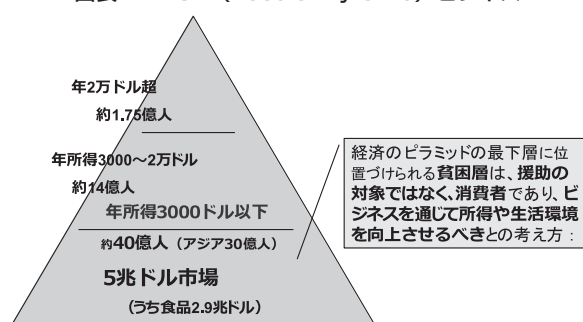 年2万ドル超
約1.75億人
年所得3000～2万ドル
約14億人
年所得3000ドル以下
約40億人（アジア30億人）
5兆ドル市場
（うち食品2.9兆ドル）
経済のピラミッドの最下層に位
置づけられる貧困層は、援助の
対象ではなく、消費者であり、ビ
ジネスを通じて所得や生活環境
を向上させるべきとの考え方：